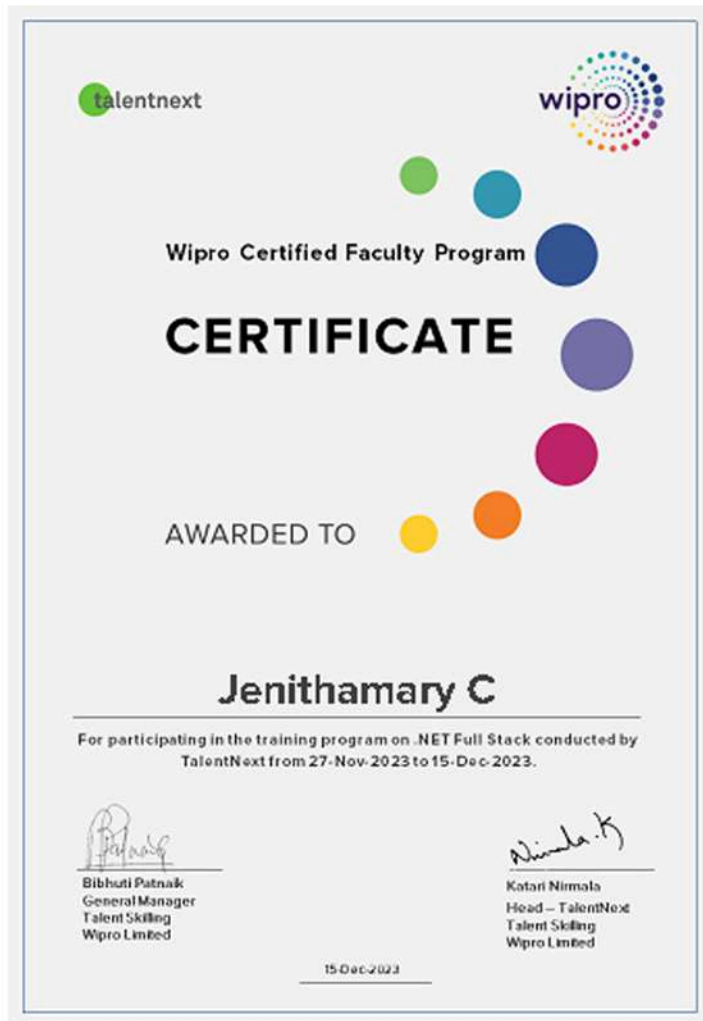 talentnext
wipro
Wipro Certified Faculty Program
CERTIFICATE
AWARDED TO
Jenithamary C
For participating in the training program on .NET Full Stack conducted by
TalentNext from 27-Nov-2023 to 15-Dec-2023.
Patnaik
Nirmala.K
Bibhuti Patnaik
General Manager
Talent Skilling
Wipro Limited
Katari Nirmala
Head – TalentNext
Talent Skilling
Wipro Limited
15-Dec-2023